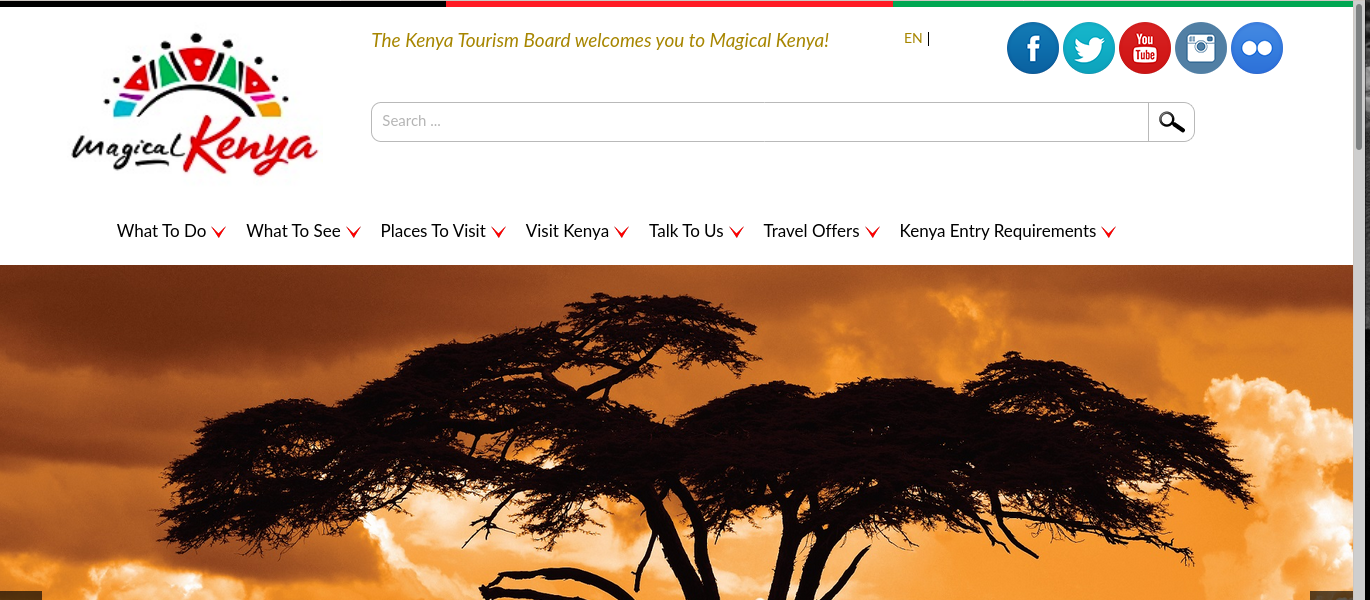 The Kenya Tourism Board welcomes you to Magical Kenya!
EN |
You
Tube
Search ...
magical Kenya
What To Do What To See Places To Visit Visit Kenya Talk To Us Travel Offers Kenya Entry Requirements